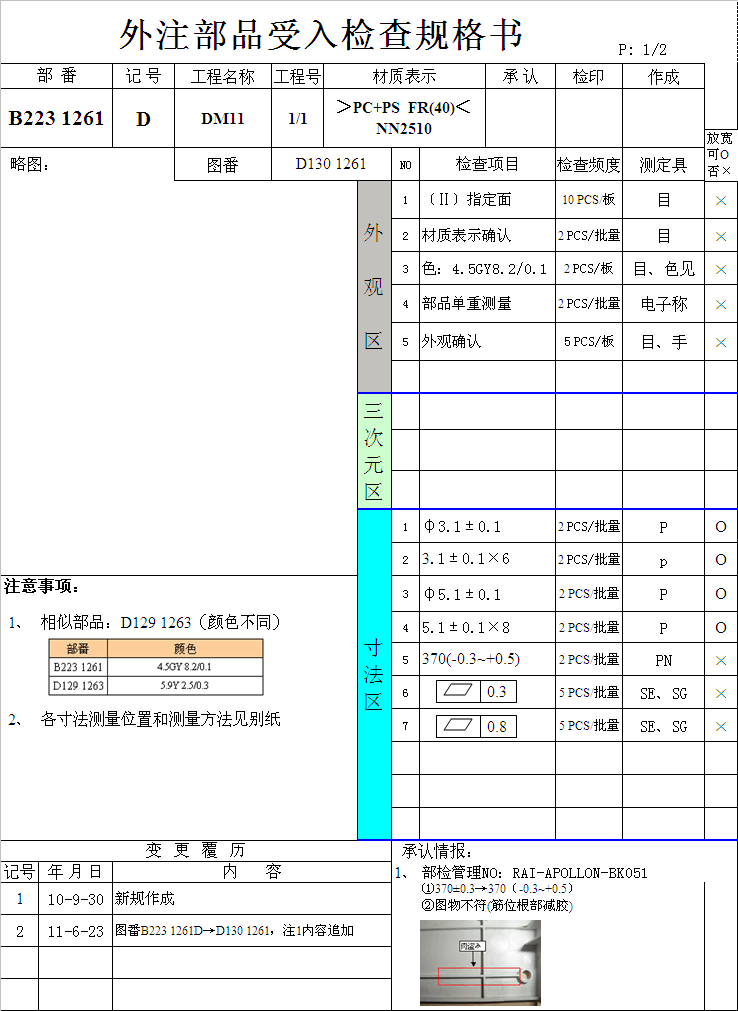 外注部品受入检查规格书
P: 1/2
部 番 记 号 工程名称 工程号 材质表示 承 认 检印 作成
B223 1261 D DM11 1/1 >PC+PS FR(40)<
NN2510
放宽
可O
否×
略图: 图番 D130 1261 NO 检查项目 检查频度 测定具
外观区
1 （Ⅱ）指定面 10 PCS/板 目 ×
2 材质表示确认 2 PCS/批量 目 ×
3 色: 4.5GY8.2/0.1 2 PCS/板 目、色见 ×
4 部品单重测量 2 PCS/批量 电子称 ×
5 外观确认 5 PCS/板 目、手 ×
三次元区
寸法区
1 φ3.1±0.1 2 PCS/批量 P O
2 3.1±0.1×6 2 PCS/批量 p O
3 φ5.1±0.1 2 PCS/批量 P O
4 5.1±0.1×8 2 PCS/批量 P O
5 370(-0.3~+0.5) 2 PCS/批量 PN ×
6 0.3 5 PCS/批量 SE、SG ×
7 0.8 5 PCS/批量 SE、SG ×
注意事项:
1、 相似部品: D129 1263（颜色不同）
部番 颜色
B223 1261 4.5GY 8.2/0.1
D129 1263 5.9Y 2.5/0.3
2、 各寸法测量位置和测量方法见别纸
变 更 履 历
记号 年 月 日 内 容
1 10-9-30 新规作成
2 11-6-23 图番B223 1261D→D130 1261，注1内容追加
承认情报:
1、 部检管理NO: RAI-APOLLON-BK051
①370±0.3→370（-0.3~+0.5）
②图物不符(筋位根部减胶)
肉盗み